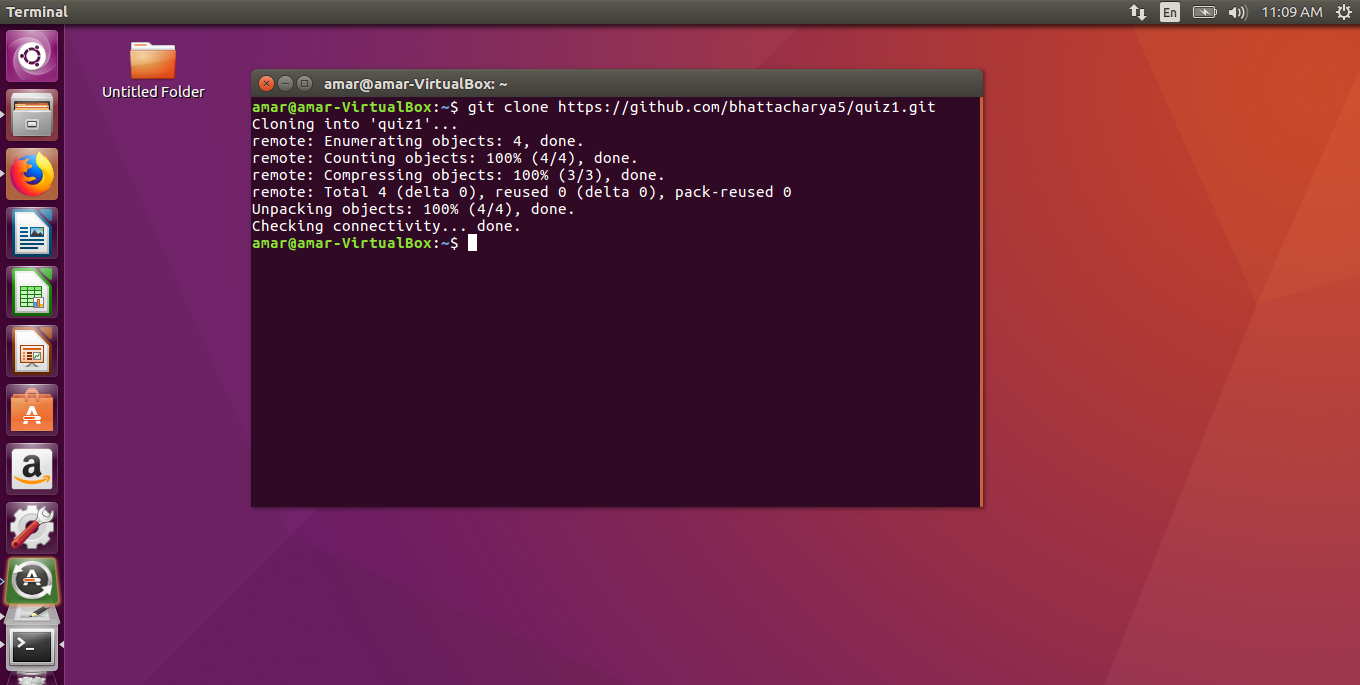 Terminal
En
11:09 AM
Untitled Folder
amar@amar-VirtualBox: ~
amar@amar-VirtualBox:~$ git clone https://github.com/bhattacharya5/quiz1.git
Cloning into 'quiz1'...
remote: Enumerating objects: 4, done.
remote: Counting objects: 100% (4/4), done.
remote: Compressing objects: 100% (3/3), done.
remote: Total 4 (delta 0), reused 0 (delta 0), pack-reused 0
Unpacking objects: 100% (4/4), done.
Checking connectivity... done.
amar@amar-VirtualBox:~$